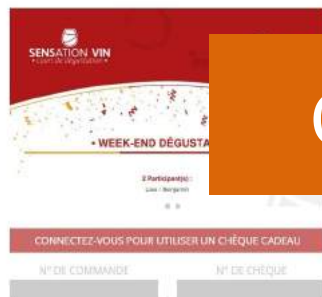 SENSATION VIN
• cours de dégustation •
• WEEK-END DÉGUSTA
2 Participant(s) :
CONNECTEZ-VOUS POUR UTILISER UN CHÈQUE CADEAU
N° DE COMMANDE
N° DE CHÈQUE